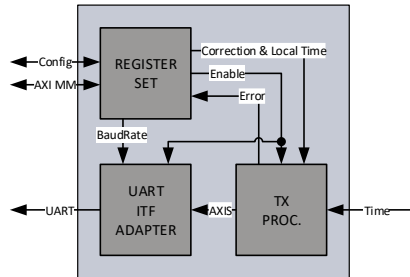 Correction & Local Time
Config
REGISTER
SET
Enable
AXI MM
Error
BaudRate
UART
ITF
ADAPTER
TX
PROC.
UART
AXIS
Time